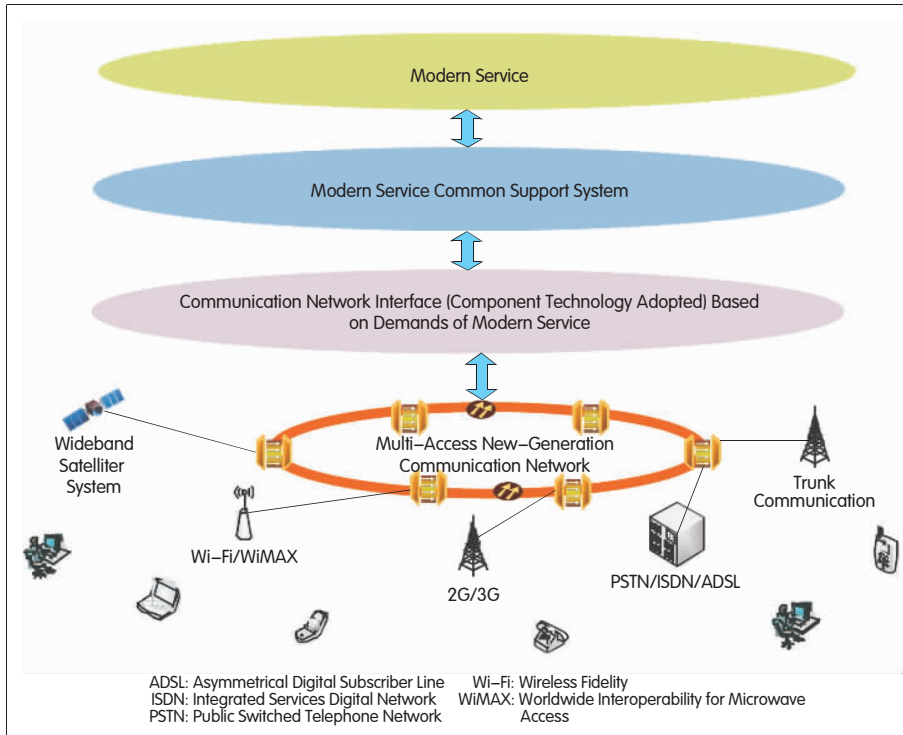 Modern Service
Modern Service Common Support System
Communication Network Interface (Component Technology Adopted) Based
on Demands of Modern Service
Multi-Access New-Generation
Communication Network
Wideband
Satelliter
System
Trunk
Communication
Wi-Fi/WiMAX
2G/3G
PSTN/ISDN/ADSL
ADSL: Asymmetrical Digital Subscriber Line
ISDN: Integrated Services Digital Network
PSTN: Public Switched Telephone Network
Wi-Fi: Wireless Fidelity
WiMAX: Worldwide Interoperability for Microwave
Access